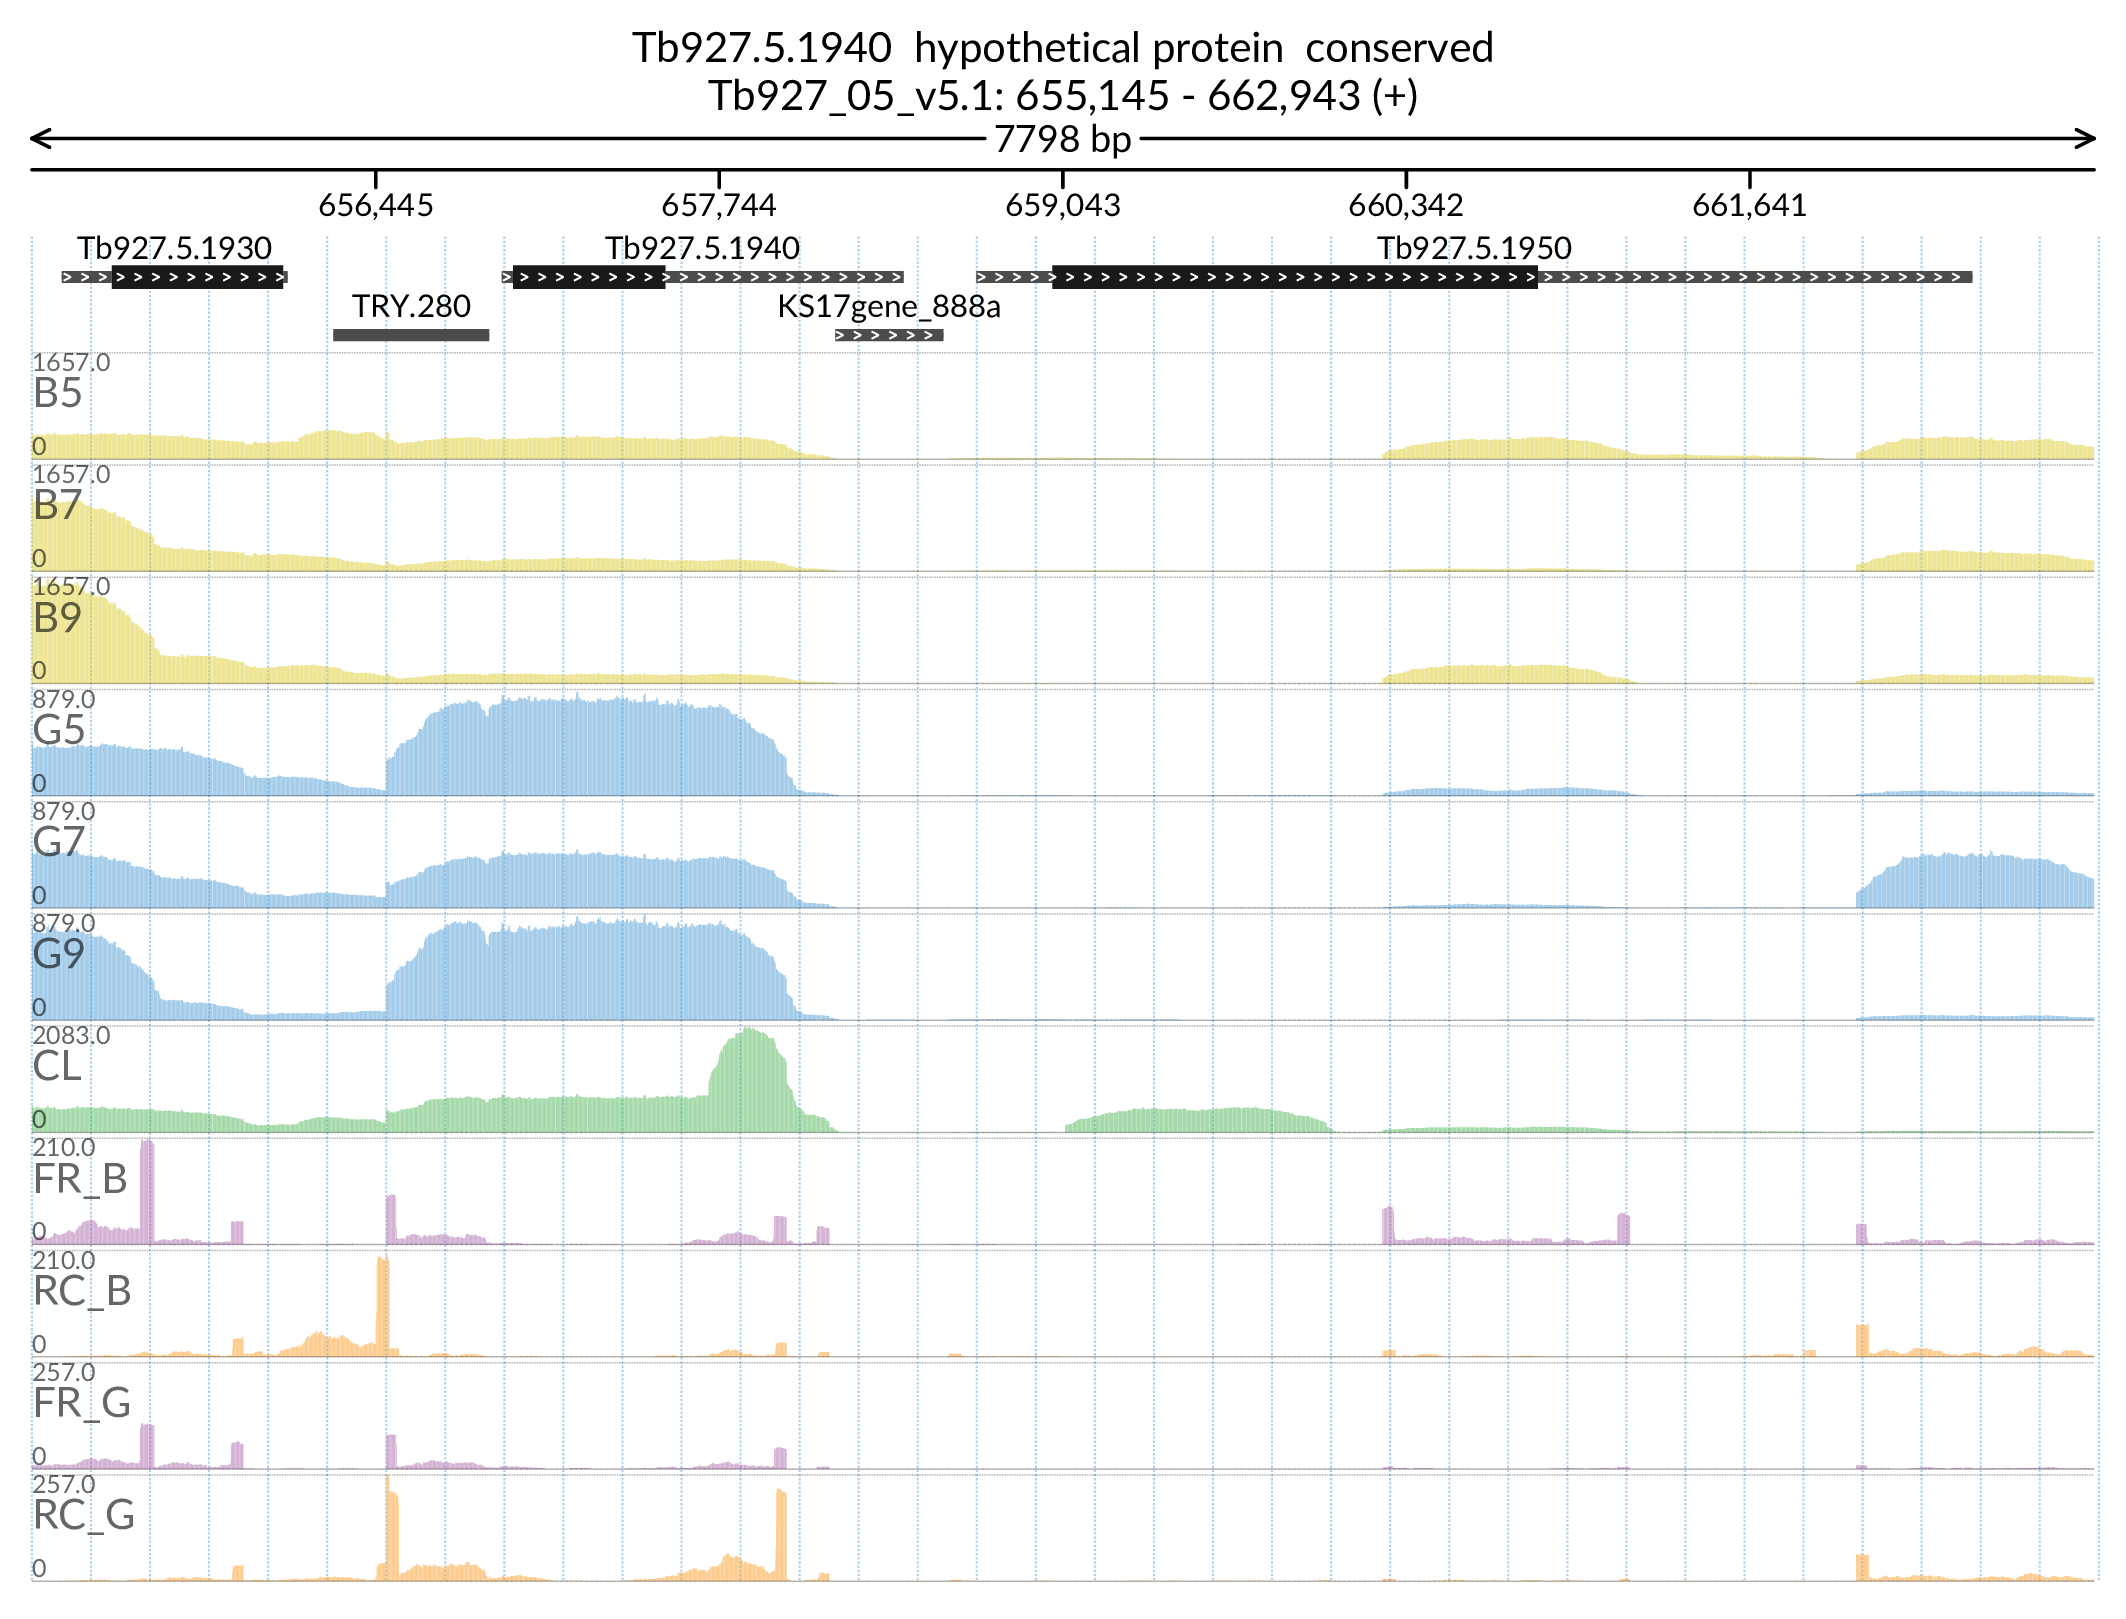 Tb927.5.1940  hypothetical protein  conserved
Tb927_05_v5.1: 655,145 - 662,943 (+)
7798 bp
656,445 657,744 659,043 660,342 661,641
Tb927.5.1930 Tb927.5.1940 Tb927.5.1950
TRY.280 KS17gene_888a
1657.0
B5
0
1657.0
B7
0
1657.0
B9
0
879.0
G5
0
879.0
G7
0
879.0
G9
0
2083.0
CL
0
210.0
FR_B
0
210.0
RC_B
0
257.0
FR_G
0
257.0
RC_G
0